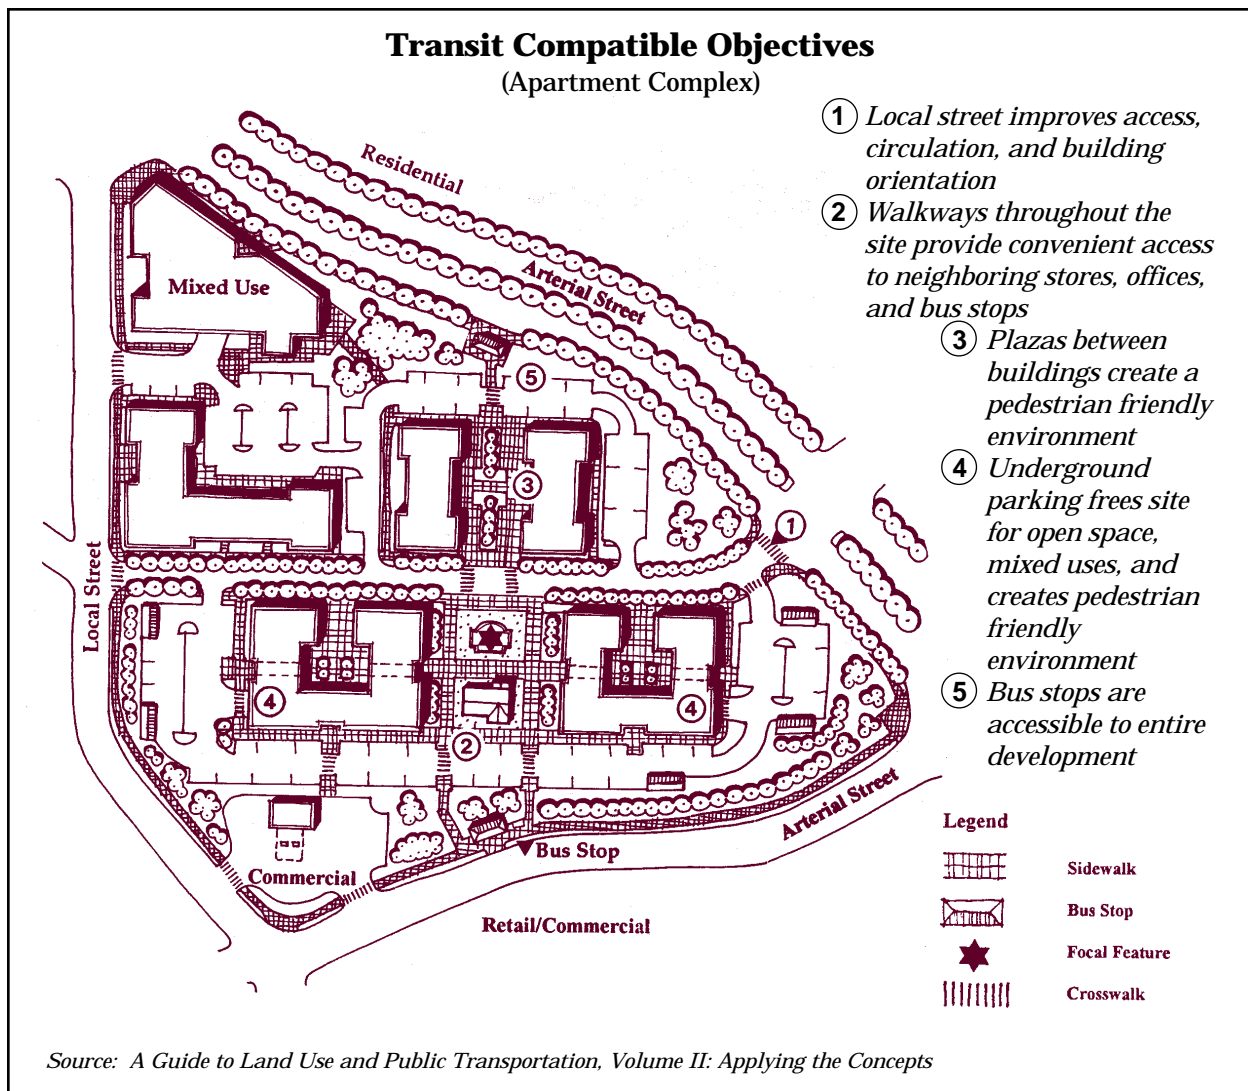 Transit Compatible Objectives
(Apartment Complex)
1 Local street improves access,
circulation, and building
orientation
2 Walkways throughout the
site provide convenient access
to neighboring stores, offices,
and bus stops
3 Plazas between
buildings create a
pedestrian friendly
environment
4 Underground
parking frees site
for open space,
mixed uses, and
creates pedestrian
friendly
environment
5 Bus stops are
accessible to entire
development
Residential
Arterial Street
Mixed Use
5
3
1
Local Street
4
4
2
Arterial Street
Bus Stop
Commercial
Retail/Commercial
Legend
Sidewalk
Bus Stop
Focal Feature
Crosswalk
Source: A Guide to Land Use and Public Transportation, Volume II: Applying the Concepts